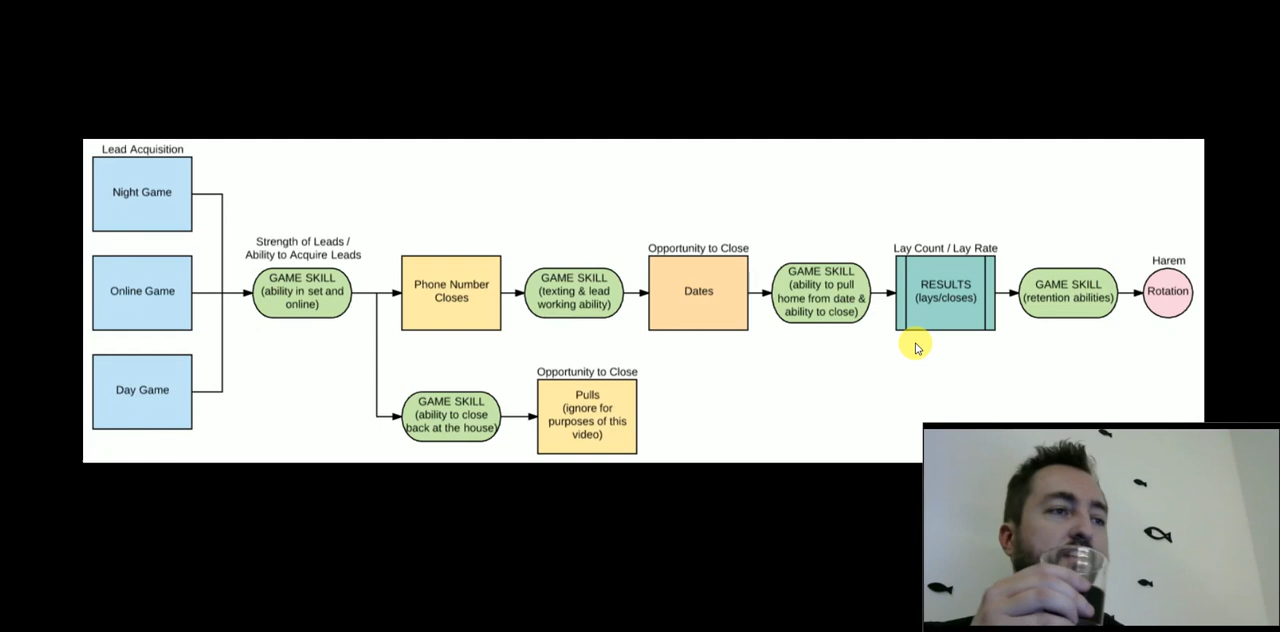 Lead Acquisition
Night Game
Online Game
Day Game
Strength of Leads /
Ability to Acquire Leads
GAME SKILL
(ability in set and
online)
Phone Number
Closes
GAME SKILL
(texting & lead
working ability)
Opportunity to Close
Dates
GAME SKILL
(ability to pull
home from date &
ability to close)
Lay Count / Lay Rate
RESULTS
(lays/closes)
GAME SKILL
(retention abilities)
Harem
Rotation
GAME SKILL
(ability to close
back at the house)
Opportunity to Close
Pulls
(ignore for
purposes of this
video)